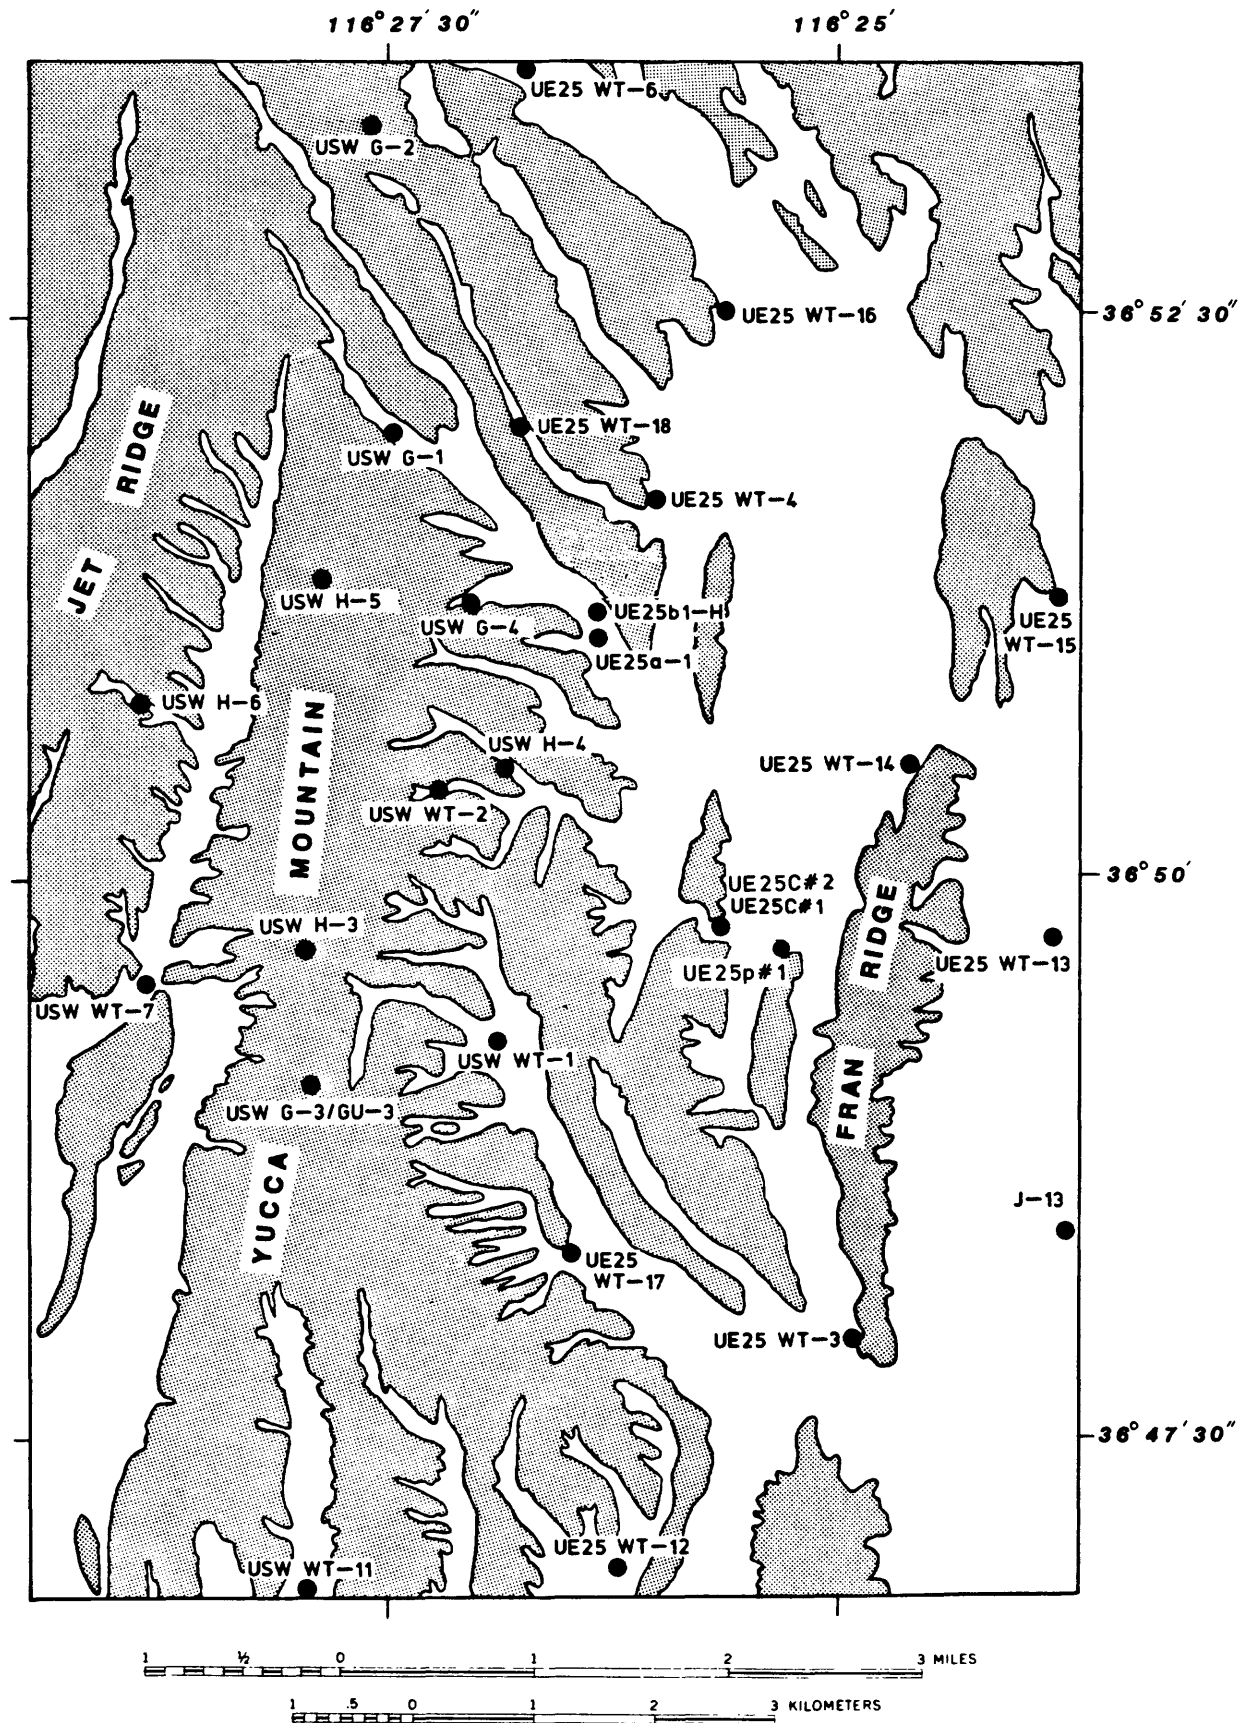 116° 27' 30"
116° 25'
UE25 WT-6
USW G-2
UE25 WT-16
36° 52' 30"
JET RIDGE
UE25 WT-18
USW G-1
UE25 WT-4
USW H-5
USW G-4
UE25b1-H
UE25a-1
UE25
WT-15
USW H-6
MOUNTAIN
USW H-4
UE25 WT-14
USW WT-2
36° 50'
UE25C#2
UE25C#1
RIDGE
USW H-3
UE25p#1
UE25 WT-13
USW WT-7
USW WT-1
USW G-3/GU-3
FRAN
YUCCA
J-13
UE25
WT-17
UE25 WT-3
36° 47' 30"
UE25 WT-12
USW WT-11
1 ½ 0 1 2 3 MILES
1 .5 0 1 2 3 KILOMETERS